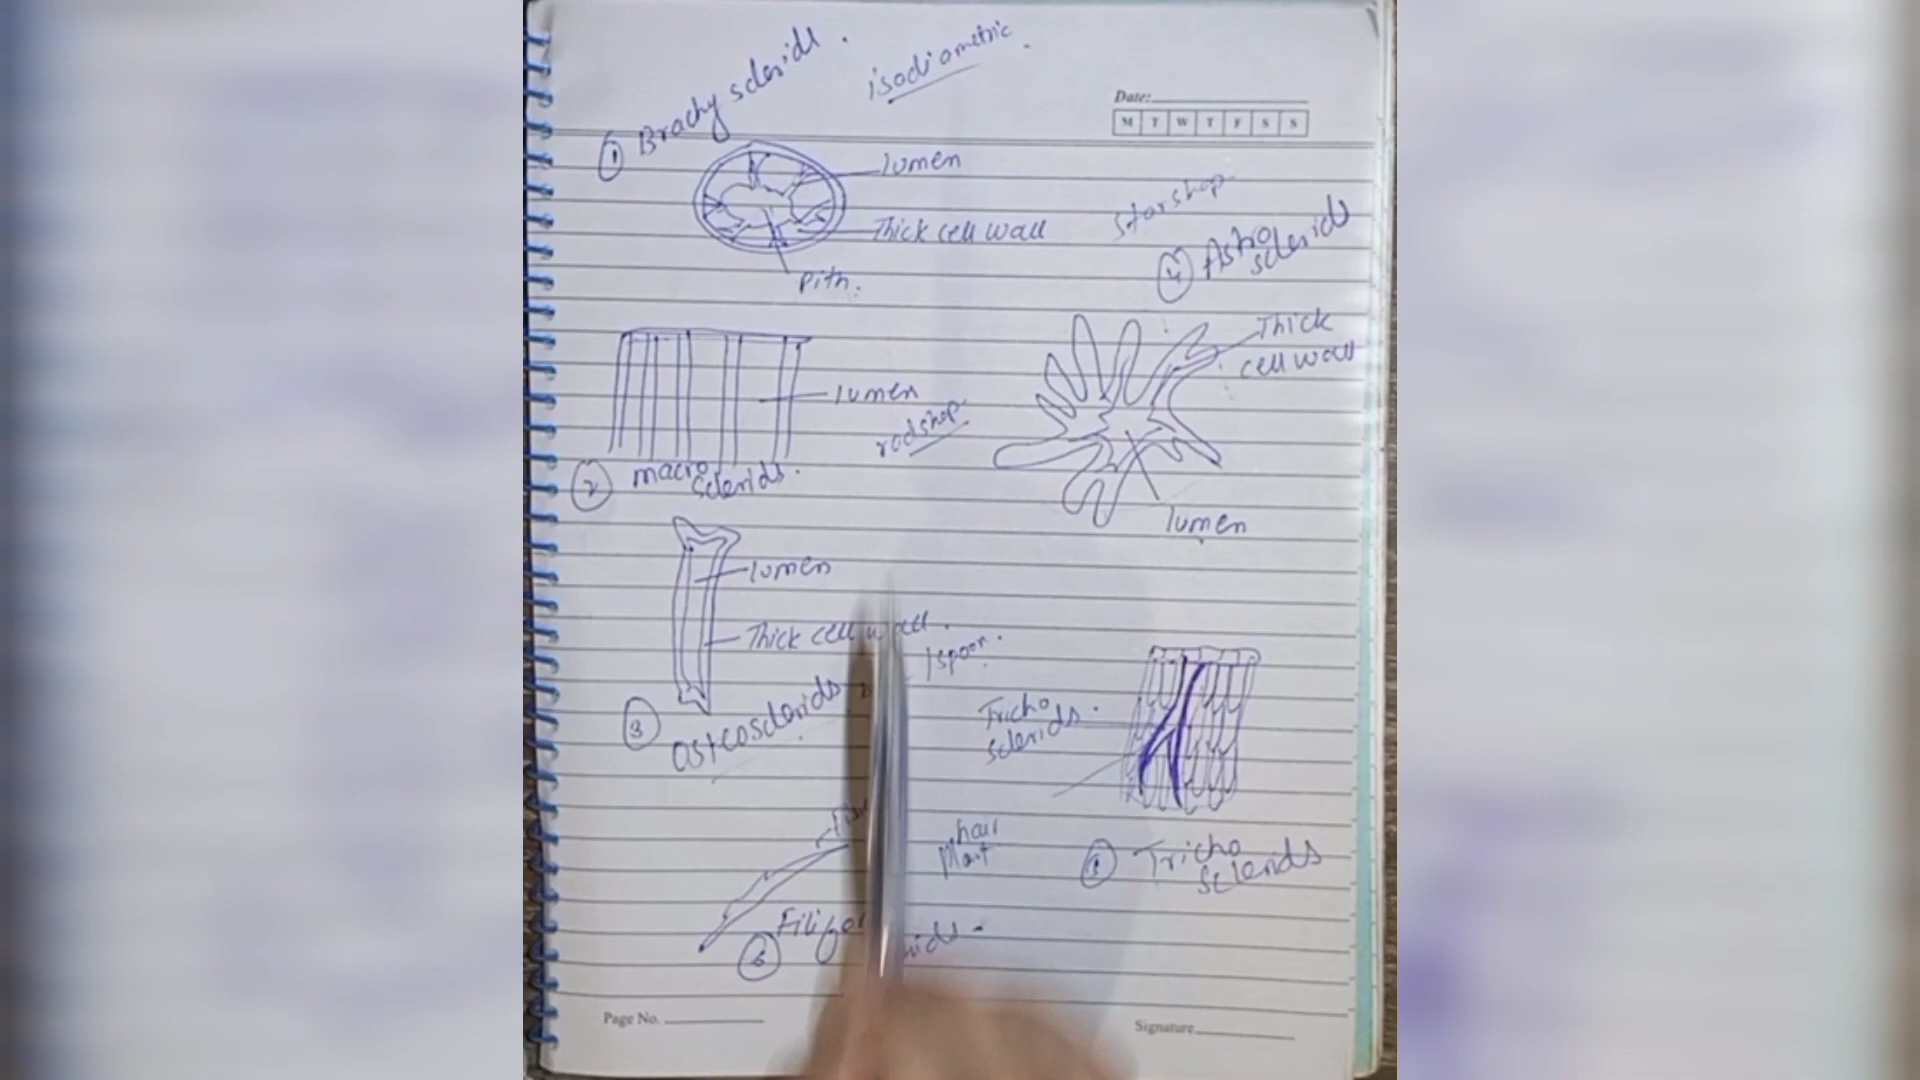 Brachy sclerids.
isodiometric.
Date:
M T W T F S S
①
lumen
Thick cell wall
Pith.
starshap
④ Astro
sclerids
Thick
cell wall
lumen
rodshap
② macro
sclerids.
lumen
lumen
Thick cell wall.
spoon.
③ Osteosclerids
Tricho
sclerids.
hair
⑤ Tricho
sclerids
⑥
Page No.
Signature